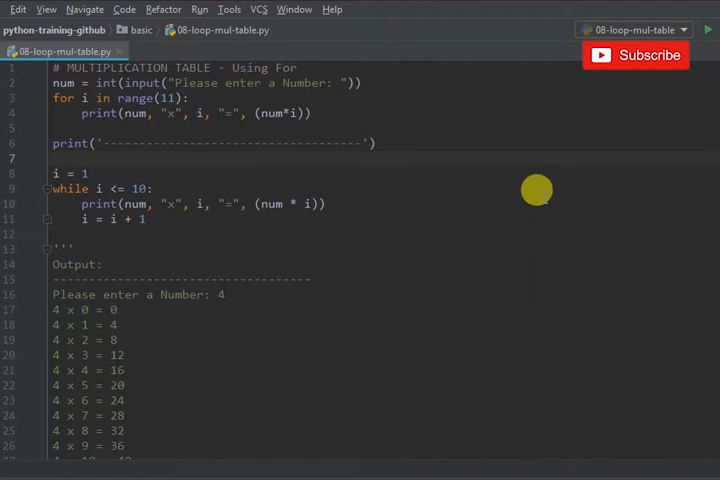 Edit View Navigate Code Refactor Run Tools VCS Window Help
python-training-github basic 08-loop-mul-table.py 08-loop-mul-table
08-loop-mul-table.py
Subscribe
1 # MULTIPLICATION TABLE - Using For
2 num = int(input("Please enter a Number: "))
3 for i in range(11):
4 print(num, "x", i, "=", (num*i))
5
6 print('------------------------------------')
7
8 i = 1
9 while i <= 10:
10 print(num, "x", i, "=", (num * i))
11 i = i + 1
12
13 '''
14 Output:
15 ------------------------------------
16 Please enter a Number: 4
17 4 x 0 = 0
18 4 x 1 = 4
19 4 x 2 = 8
20 4 x 3 = 12
21 4 x 4 = 16
22 4 x 5 = 20
23 4 x 6 = 24
24 4 x 7 = 28
25 4 x 8 = 32
26 4 x 9 = 36